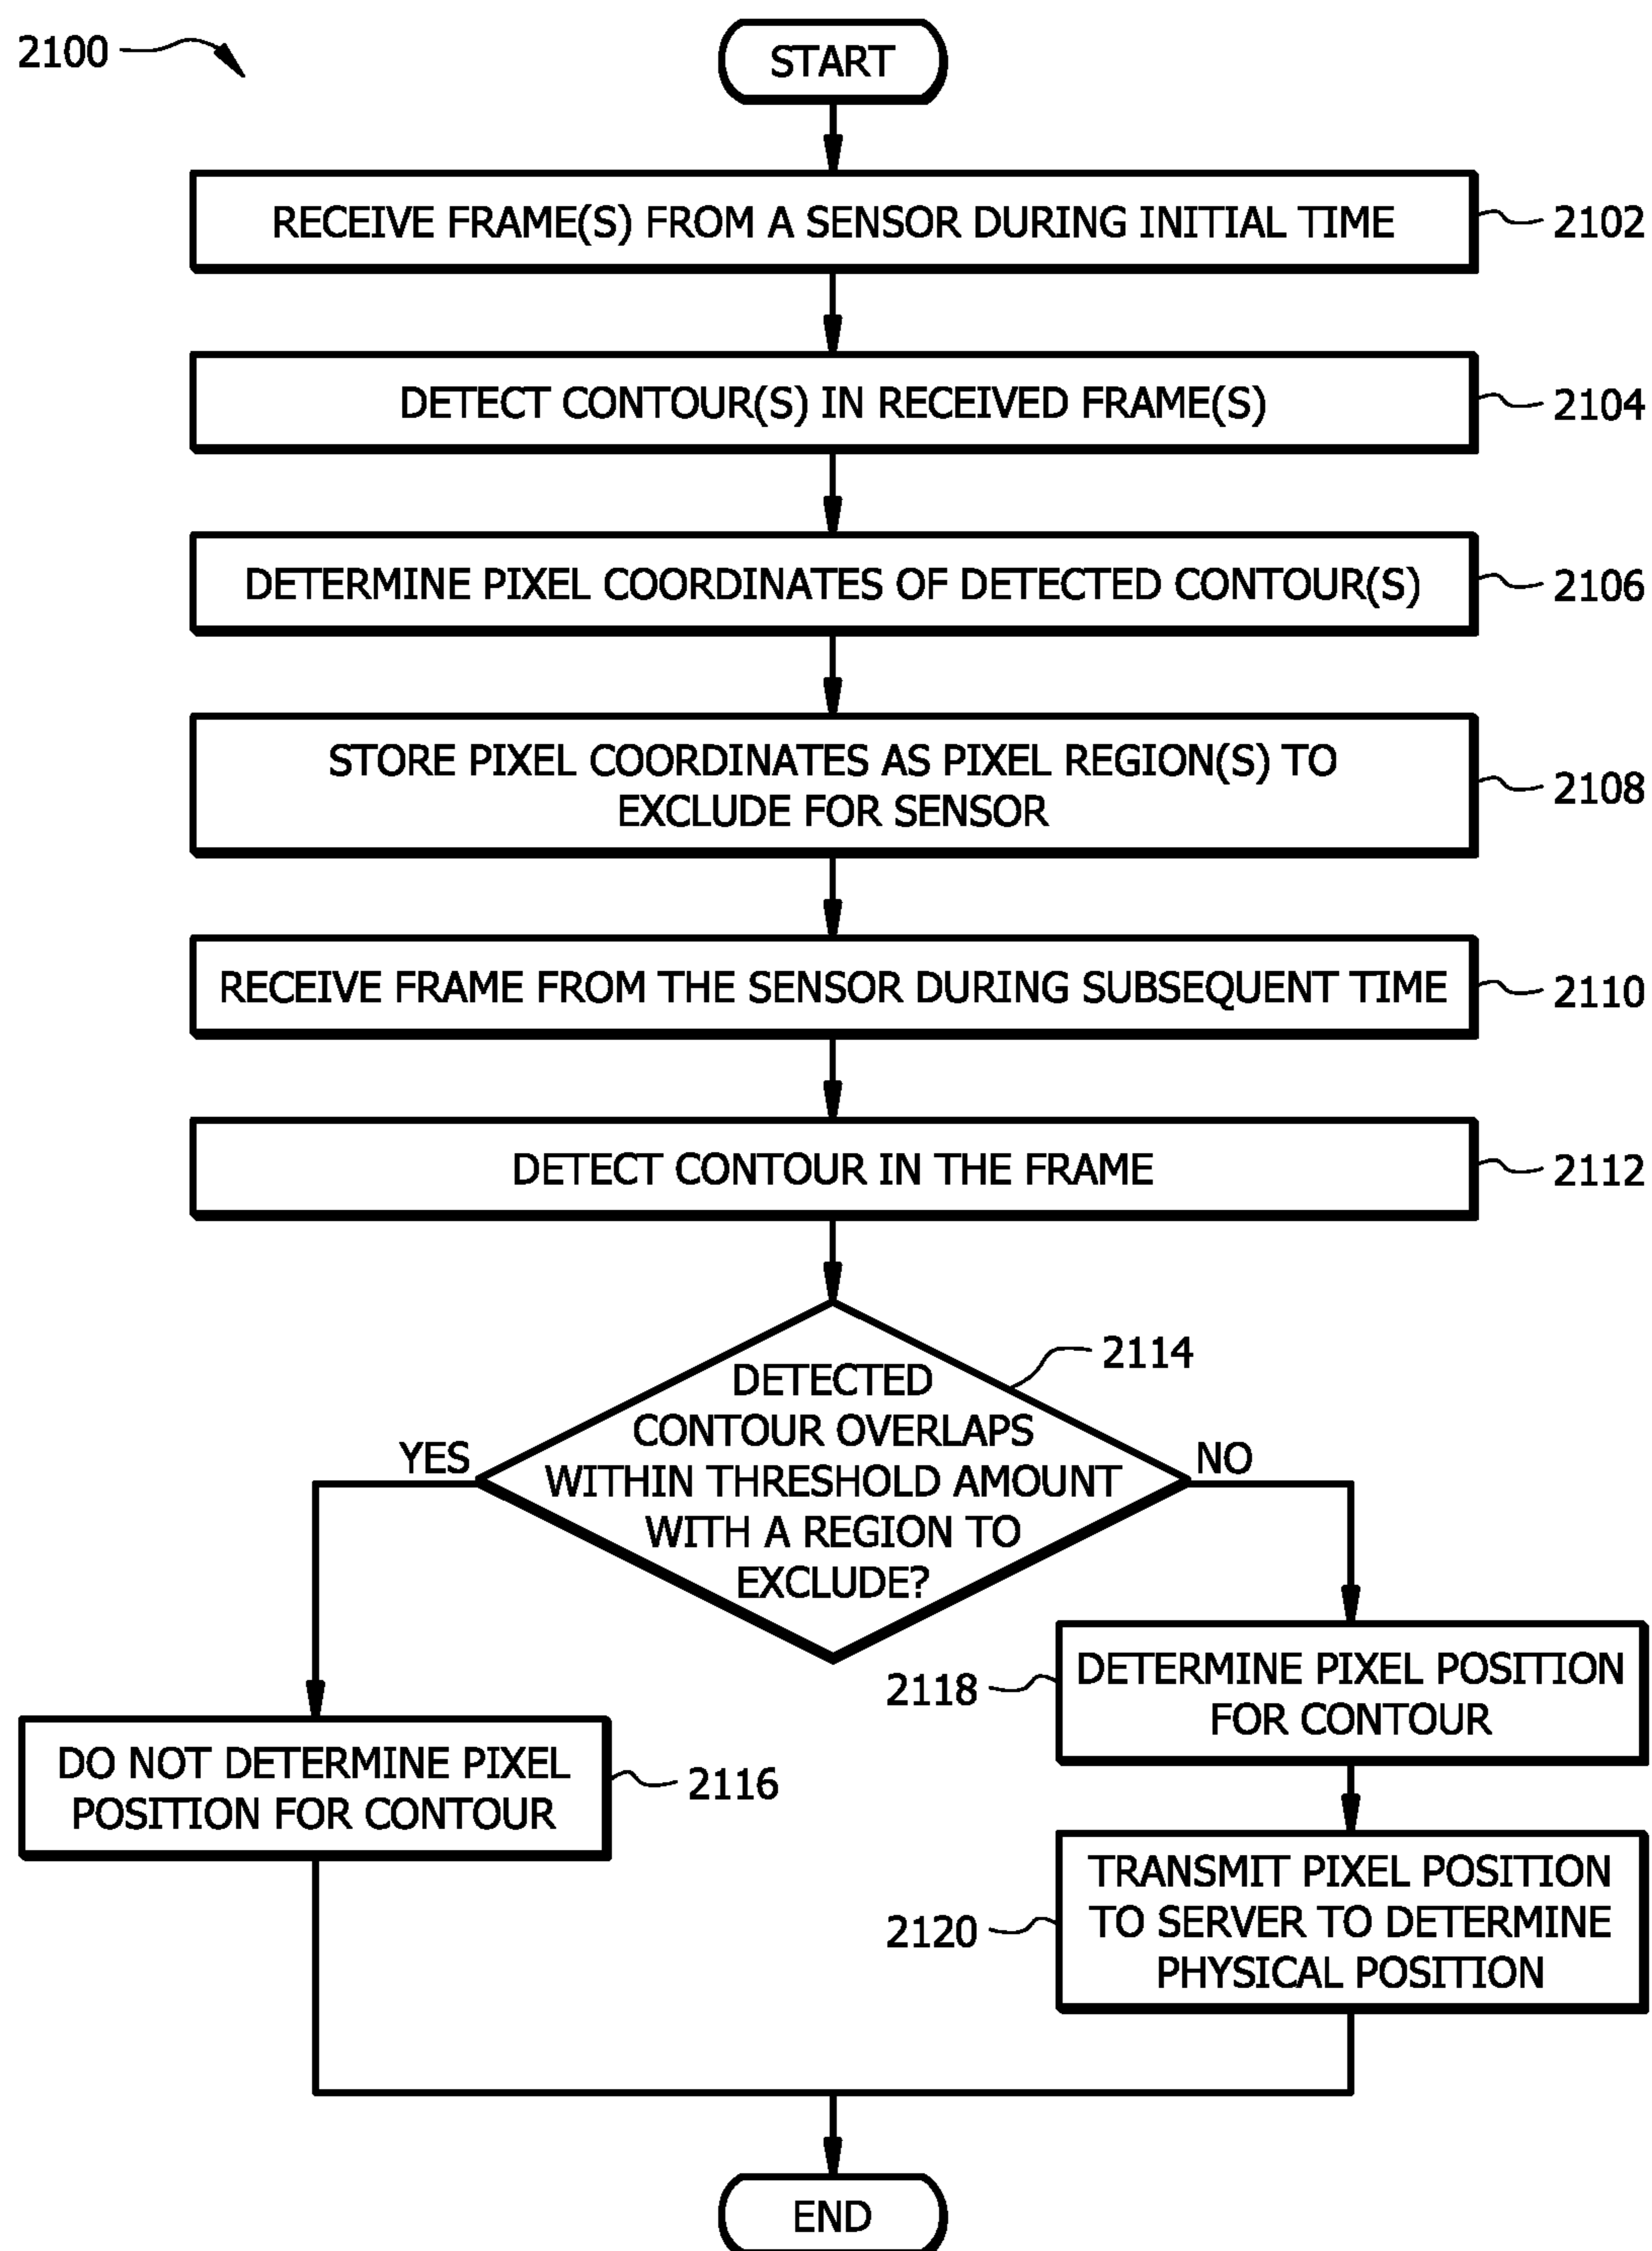 2100
START
RECEIVE FRAME(S) FROM A SENSOR DURING INITIAL TIME
2102
DETECT CONTOUR(S) IN RECEIVED FRAME(S)
2104
DETERMINE PIXEL COORDINATES OF DETECTED CONTOUR(S)
2106
STORE PIXEL COORDINATES AS PIXEL REGION(S) TO
EXCLUDE FOR SENSOR
2108
RECEIVE FRAME FROM THE SENSOR DURING SUBSEQUENT TIME
2110
DETECT CONTOUR IN THE FRAME
2112
DETECTED
CONTOUR OVERLAPS
WITHIN THRESHOLD AMOUNT
WITH A REGION TO
EXCLUDE?
2114
YES
NO
DO NOT DETERMINE PIXEL
POSITION FOR CONTOUR
2116
DETERMINE PIXEL POSITION
FOR CONTOUR
2118
TRANSMIT PIXEL POSITION
TO SERVER TO DETERMINE
PHYSICAL POSITION
2120
END